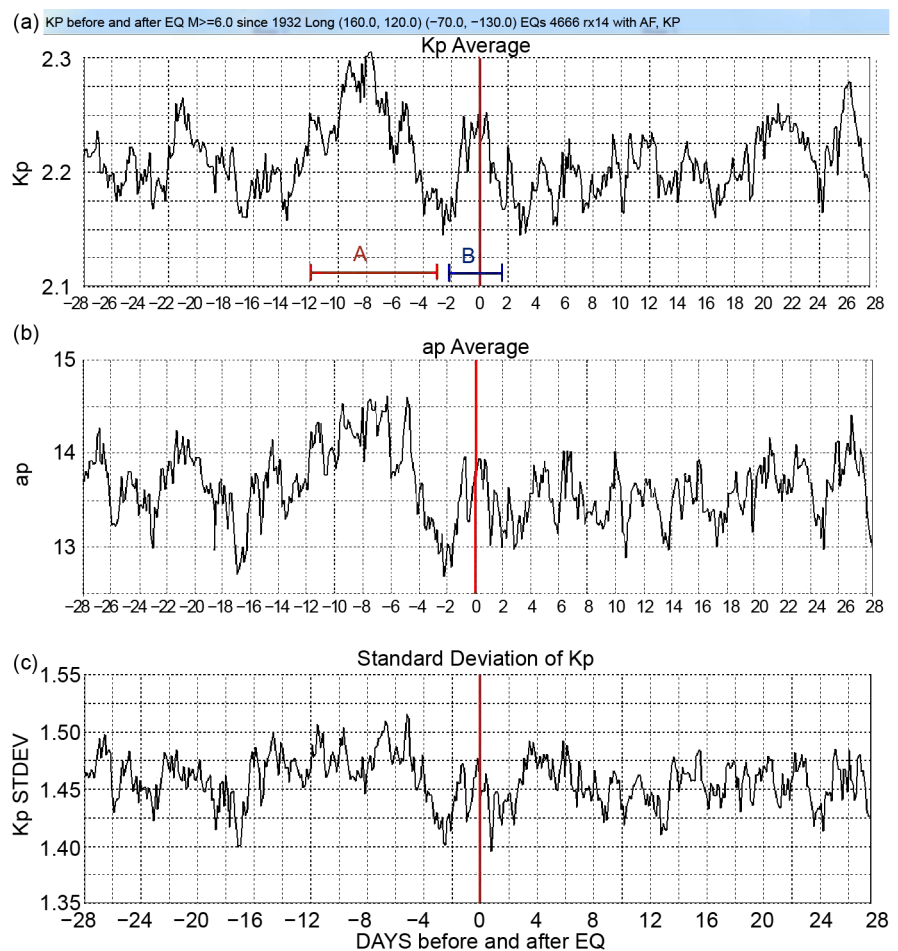 (a) KP before and after EQ M>=6.0 since 1932 Long (160.0, 120.0) (−70.0, −130.0) EQs 4666 rx14 with AF, KP
Kp Average
2.3
2.2
2.1
Kp
A
B
−28 −26 −24 −22 −20 −18 −16 −14 −12 −10 −8 −6 −4 −2 0 2 4 6 8 10 12 14 16 18 20 22 24 26 28
(b)
ap Average
15
14
13
ap
−28 −26 −24 −22 −20 −18 −16 −14 −12 −10 −8 −6 −4 −2 0 2 4 6 8 10 12 14 16 18 20 22 24 26 28
(c)
Standard Deviation of Kp
1.55
1.50
1.45
1.40
1.35
Kp STDEV
−28 −24 −20 −16 −12 −8 −4 0 4 8 12 16 20 24 28
DAYS before and after EQ